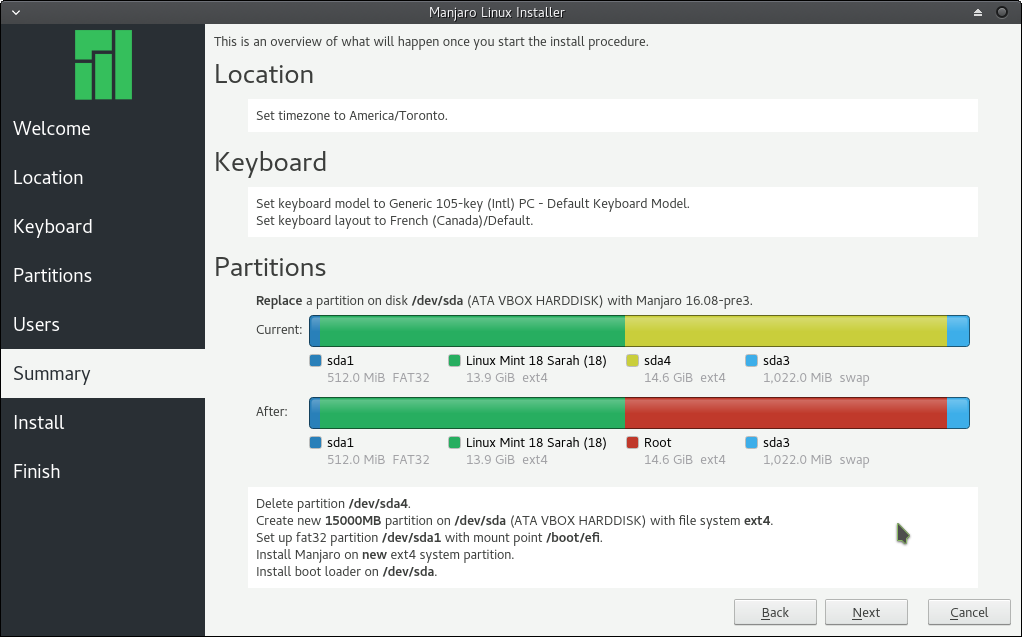 Manjaro Linux Installer
Welcome
Location
Keyboard
Partitions
Users
Summary
Install
Finish
This is an overview of what will happen once you start the install procedure.
Location
Set timezone to America/Toronto.
Keyboard
Set keyboard model to Generic 105-key (Intl) PC - Default Keyboard Model.
Set keyboard layout to French (Canada)/Default.
Partitions
Replace a partition on disk /dev/sda (ATA VBOX HARDDISK) with Manjaro 16.08-pre3.
Current:
sda1 Linux Mint 18 Sarah (18) sda4 sda3
512.0 MiB FAT32 13.9 GiB ext4 14.6 GiB ext4 1,022.0 MiB swap
After:
sda1 Linux Mint 18 Sarah (18) Root sda3
512.0 MiB FAT32 13.9 GiB ext4 14.6 GiB ext4 1,022.0 MiB swap
Delete partition /dev/sda4.
Create new 15000MB partition on /dev/sda (ATA VBOX HARDDISK) with file system ext4.
Set up fat32 partition /dev/sda1 with mount point /boot/efi.
Install Manjaro on new ext4 system partition.
Install boot loader on /dev/sda.
Back Next Cancel